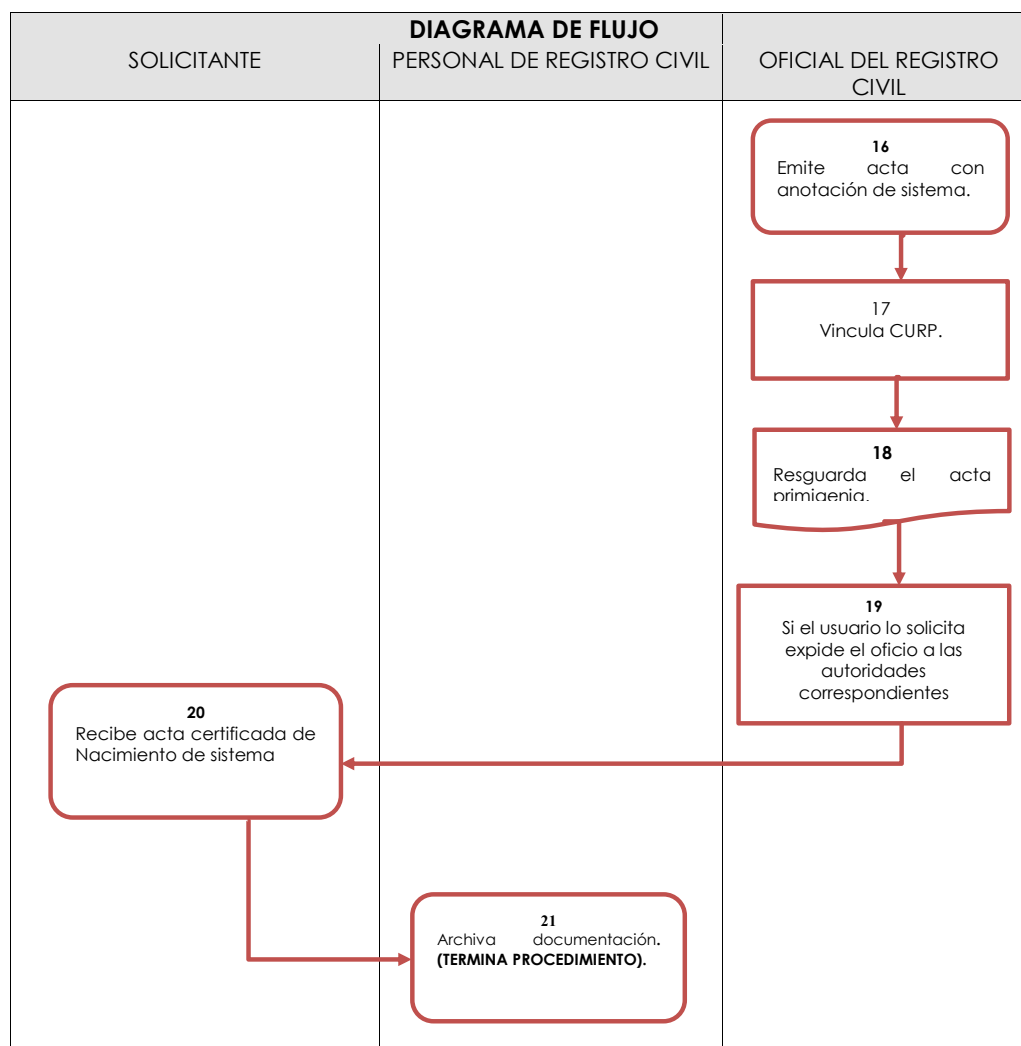 DIAGRAMA DE FLUJO
SOLICITANTE
PERSONAL DE REGISTRO CIVIL
OFICIAL DEL REGISTRO
CIVIL
16
Emite acta con
anotación de sistema.
17
Vincula CURP.
18
Resguarda el acta
primigenia.
19
Si el usuario lo solicita
expide el oficio a las
autoridades
correspondientes
20
Recibe acta certificada de
Nacimiento de sistema
21
Archiva documentación.
(TERMINA PROCEDIMIENTO).